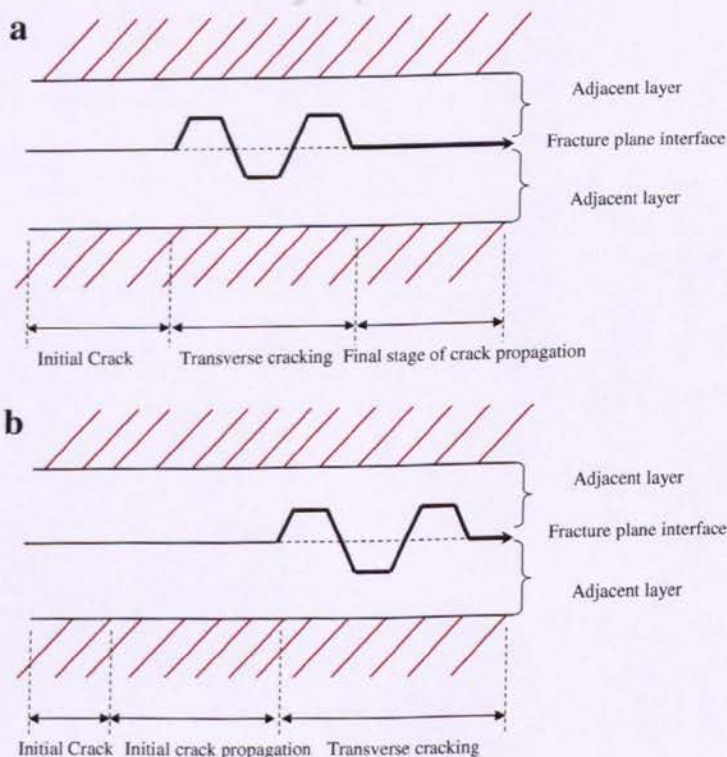 a
Adjacent layer
Fracture plane interface
Adjacent layer
Initial Crack Transverse cracking Final stage of crack propagation
b
Adjacent layer
Fracture plane interface
Adjacent layer
Initial Crack Initial crack propagation Transverse cracking